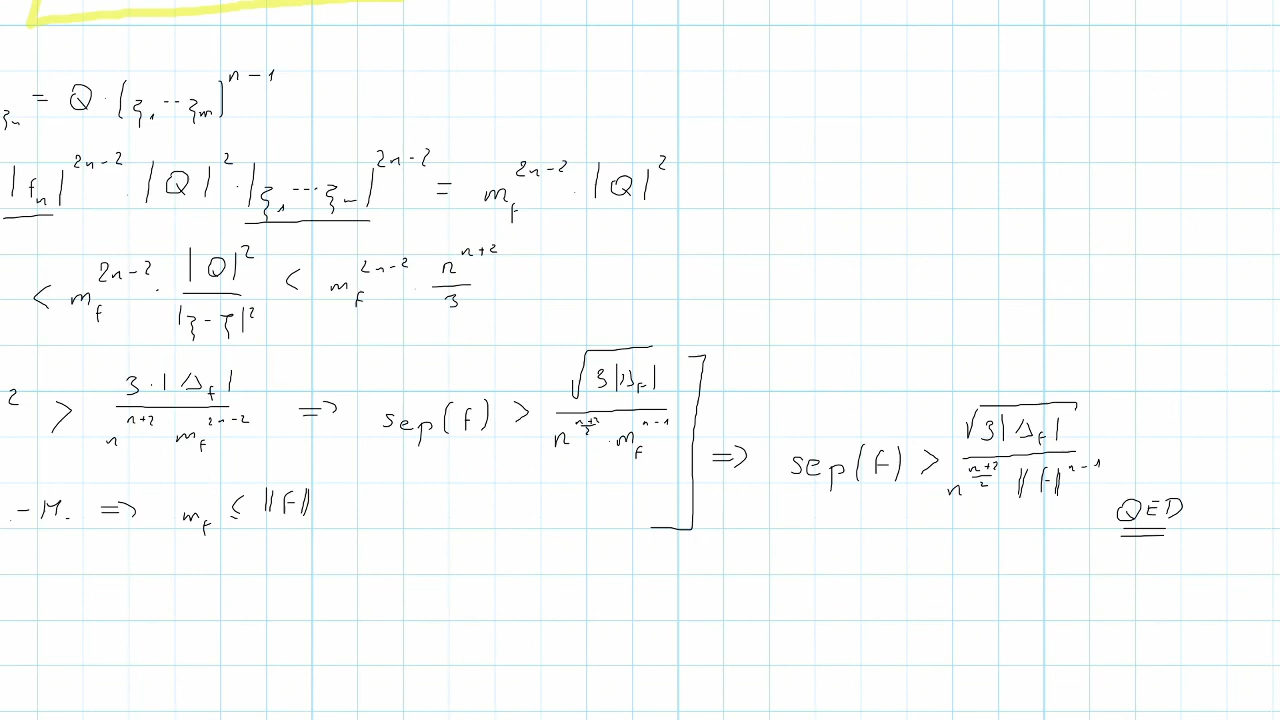 ξₙ = Q · (ξ₁ ··· ξₘ)^{n-1}
|fₙ|^{2n-2} · |Q|² · |ξ₁ ··· ξ|^{2n-2} = m_f^{2n-2} · |Q|²
< m_f^{2n-2} · |Q|² / |ξ - ζ|² < m_f^{2n-2} · n^{n+2} / 3
2 > 3 · |Δ_f| / n^{n+2} m_f^{2n-2} => sep(f) > √(3|Δ_f|) / n^{(n+2)/2} · m_f^{n-1} ] => sep(f) > √(3|Δ_f|) / n^{(n+2)/2} ‖f‖^{n-1}
-M. => m_f ≤ ‖f‖
QED